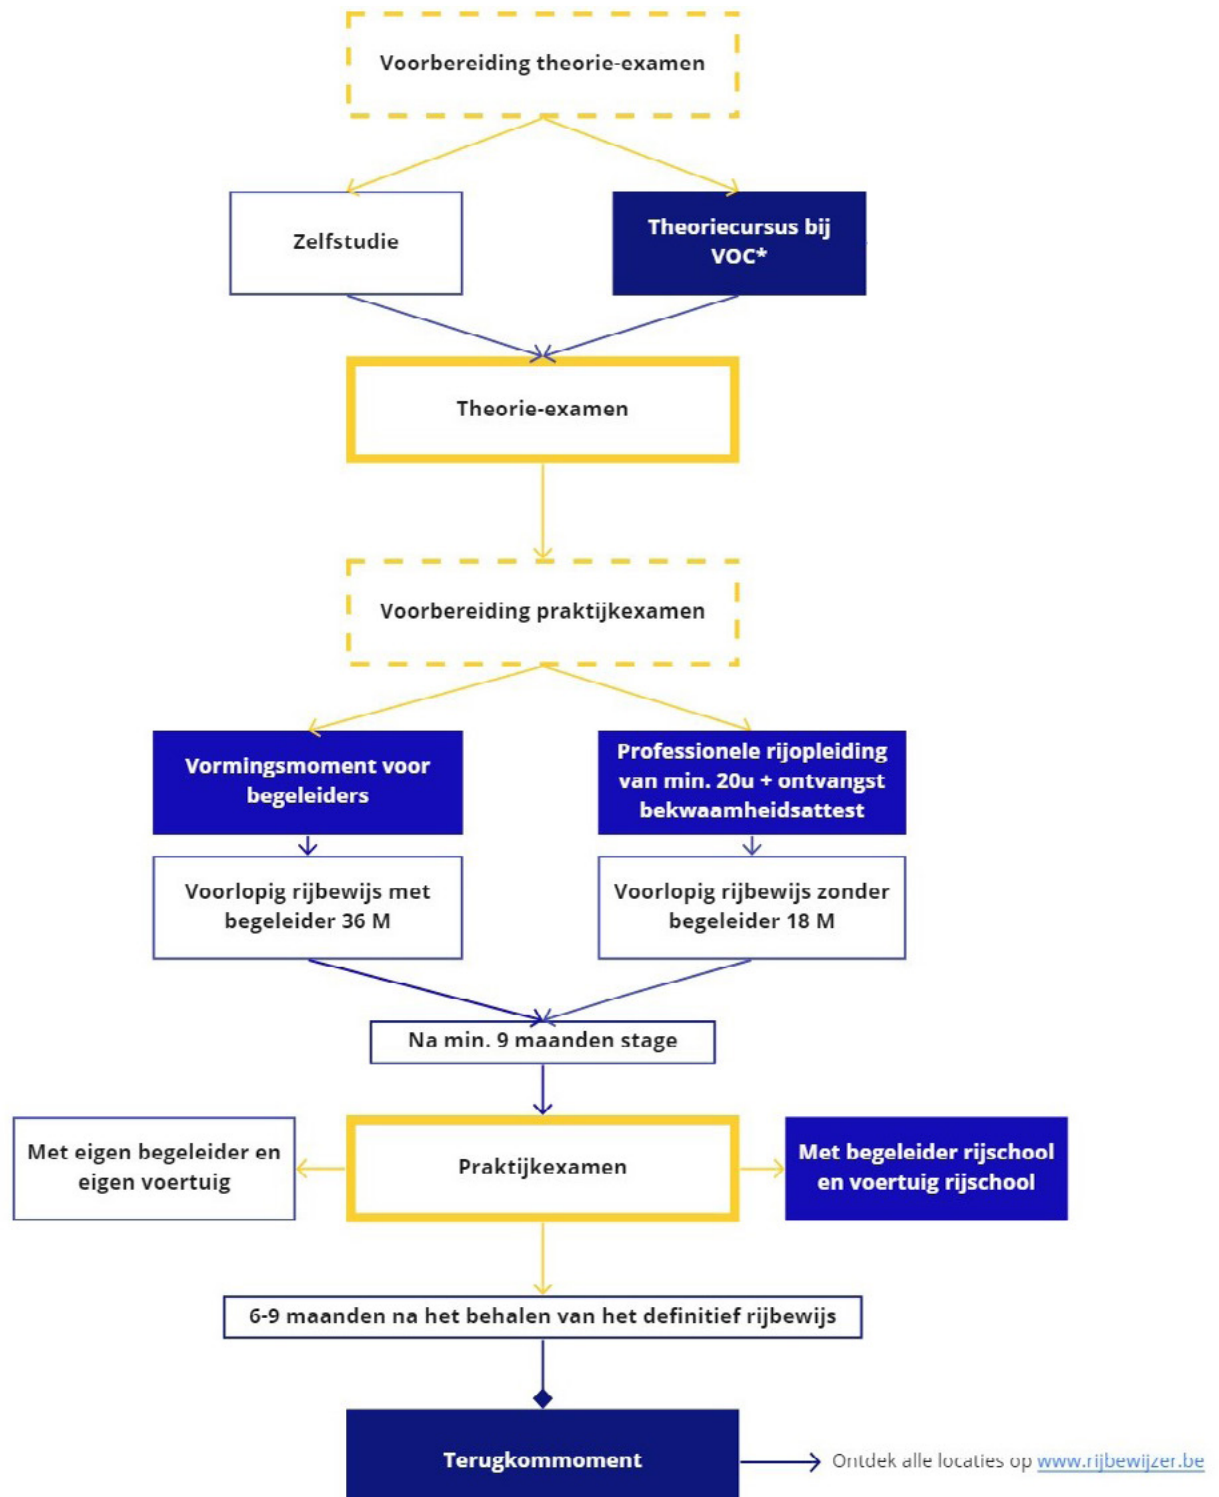 Voorbereiding theorie-examen
Zelfstudie
Theoriecursus bij
VOC*
Theorie-examen
Voorbereiding praktijkexamen
Vormingsmoment voor
begeleiders
Professionele rijopleiding
van min. 20u + ontvangst
bekwaamheidsattest
Voorlopig rijbewijs met
begeleider 36 M
Voorlopig rijbewijs zonder
begeleider 18 M
Na min. 9 maanden stage
Met eigen begeleider en
eigen voertuig
Praktijkexamen
Met begeleider rijschool
en voertuig rijschool
6-9 maanden na het behalen van het definitief rijbewijs
Terugkommoment
Ontdek alle locaties op www.rijbewijzer.be